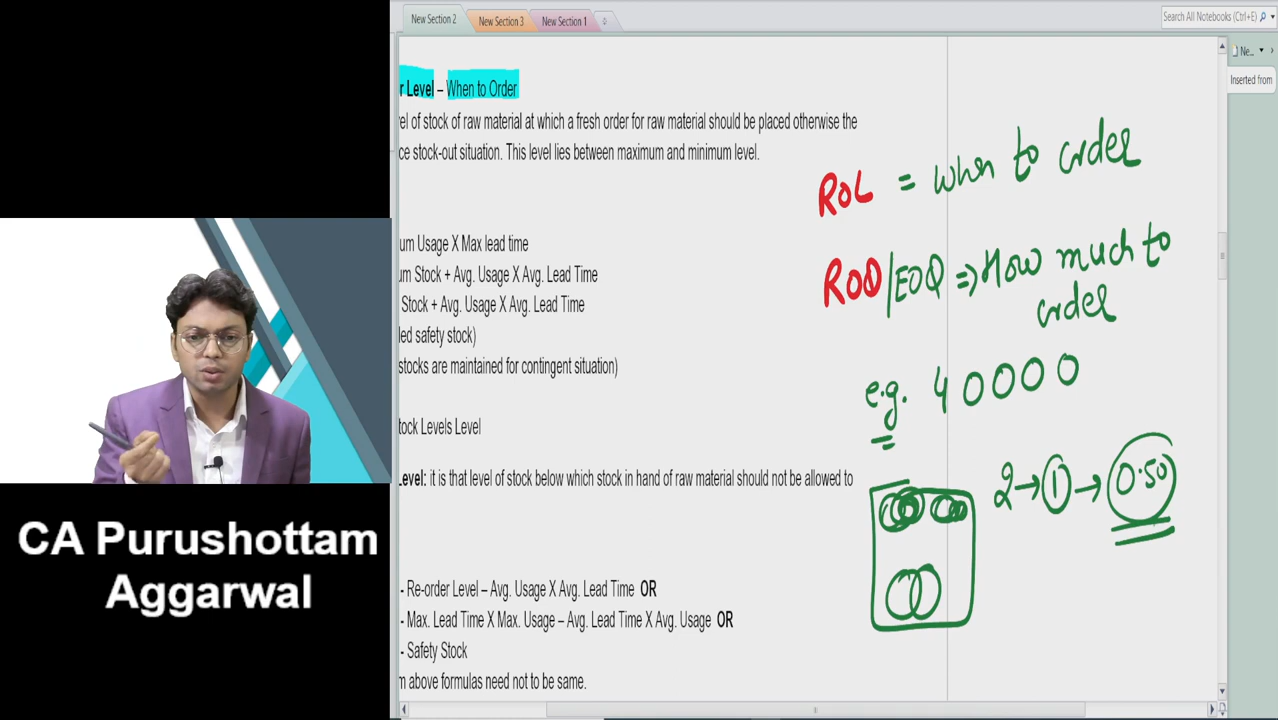 New Section 2
New Section 3
New Section 1
Search All Notebooks (Ctrl+E)
Ne...
Inserted from
r Level – When to Order
el of stock of raw material at which a fresh order for raw material should be placed otherwise the
ce stock-out situation. This level lies between maximum and minimum level.
um Usage X Max lead time
um Stock + Avg. Usage X Avg. Lead Time
Stock + Avg. Usage X Avg. Lead Time
led safety stock)
stocks are maintained for contingent situation)
tock Levels Level
Level: it is that level of stock below which stock in hand of raw material should not be allowed to
- Re-order Level – Avg. Usage X Avg. Lead Time OR
- Max. Lead Time X Max. Usage – Avg. Lead Time X Avg. Usage OR
- Safety Stock
m above formulas need not to be same.
ROL = when to order
ROQ/EOQ => How much to
order
e.g. 40000
2 → 1 → 0.50
CA Purushottam
Aggarwal